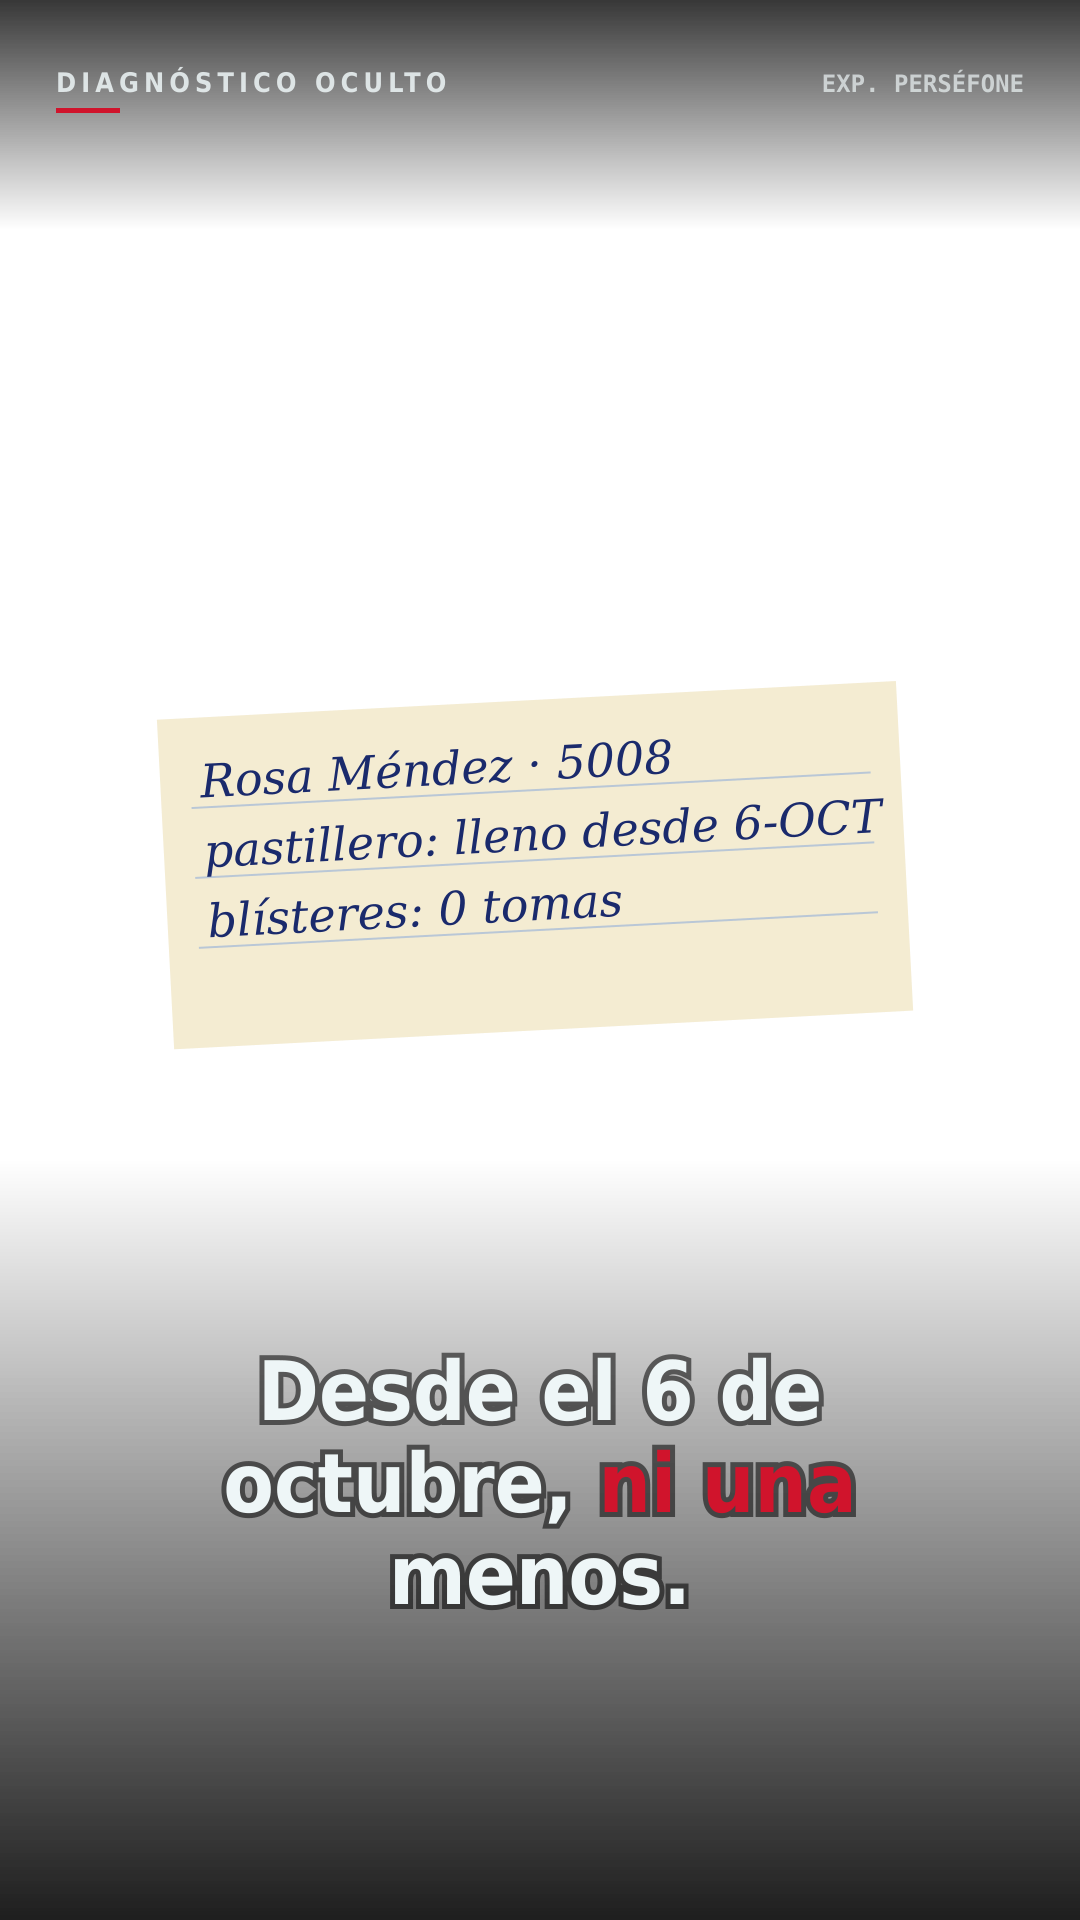 DIAGNÓSTICO OCULTO
EXP. PERSÉFONE
Rosa Méndez · 5008
pastillero: lleno desde 6-OCT
blísteres: 0 tomas
Desde el 6 de
octubre, ni una
menos.